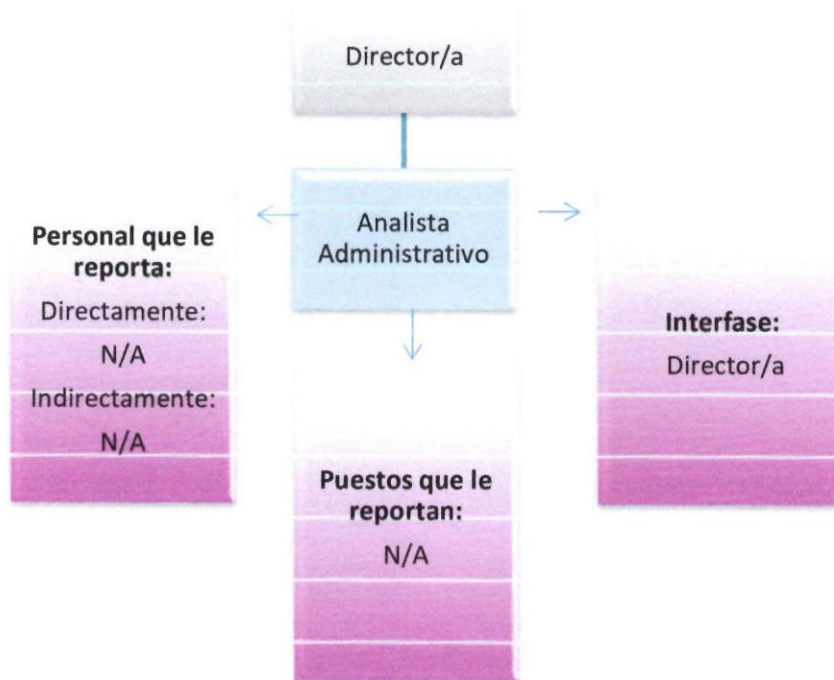 Director/a
Analista
Administrativo
Personal que le
reporta:
Directamente:
N/A
Indirectamente:
N/A
Puestos que le
reportan:
N/A
Interfase:
Director/a